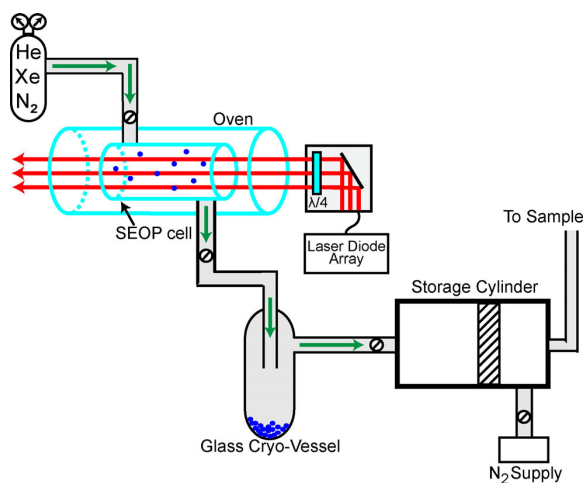 He
Xe
N₂
Oven
λ/4
SEOP cell
Laser Diode
Array
To Sample
Storage Cylinder
Glass Cryo-Vessel
N₂ Supply